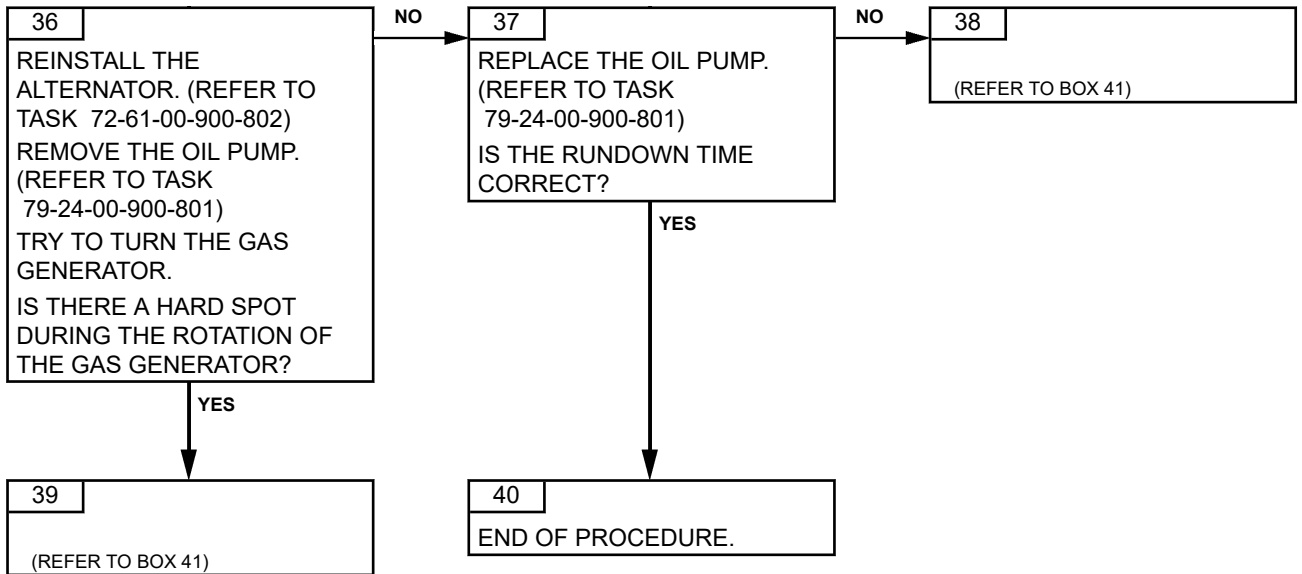 36
REINSTALL THE
ALTERNATOR. (REFER TO
TASK 72-61-00-900-802)
REMOVE THE OIL PUMP.
(REFER TO TASK
79-24-00-900-801)
TRY TO TURN THE GAS
GENERATOR.
IS THERE A HARD SPOT
DURING THE ROTATION OF
THE GAS GENERATOR?
NO
37
REPLACE THE OIL PUMP.
(REFER TO TASK
79-24-00-900-801)
IS THE RUNDOWN TIME
CORRECT?
NO
38
(REFER TO BOX 41)
YES
YES
39
(REFER TO BOX 41)
40
END OF PROCEDURE.